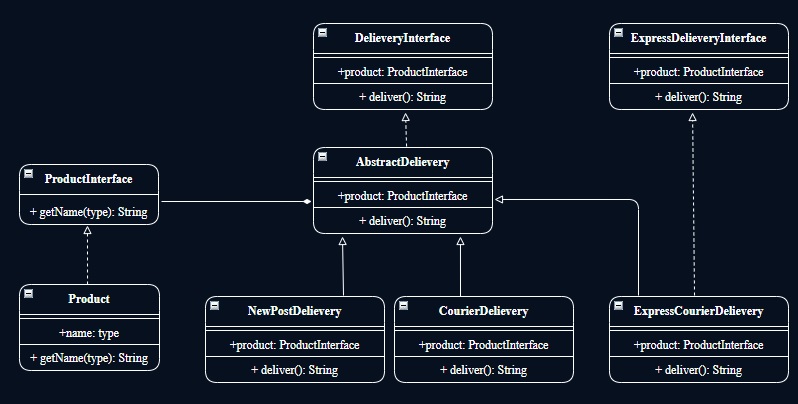 DelieveryInterface
+product: ProductInterface
+ deliver(): String
ExpressDelieveryInterface
+product: ProductInterface
+ deliver(): String
AbstractDelievery
+product: ProductInterface
+ deliver(): String
ProductInterface
+ getName(type): String
Product
+name: type
+ getName(type): String
NewPostDelievery
+product: ProductInterface
+ deliver(): String
CourierDelievery
+product: ProductInterface
+ deliver(): String
ExpressCourierDelievery
+product: ProductInterface
+ deliver(): String